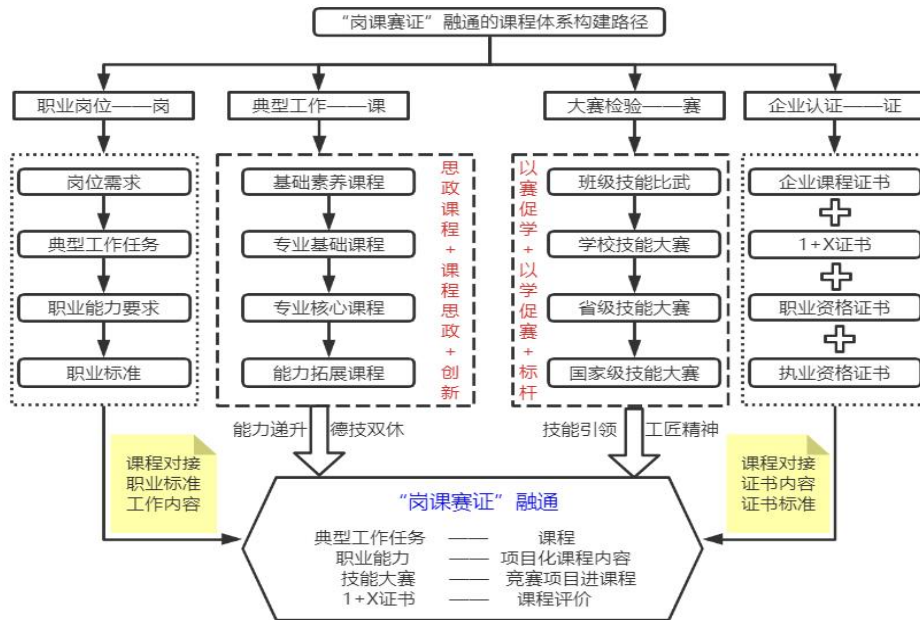 “岗课赛证”融通的课程体系构建路径
职业岗位——岗
典型工作——课
大赛检验——赛
企业认证——证
岗位需求
典型工作任务
职业能力要求
职业标准
基础素养课程
专业基础课程
专业核心课程
能力拓展课程
思政课程+课程思政+创新
以赛促学+以学促赛+标杆
班级技能比武
学校技能大赛
省级技能大赛
国家级技能大赛
企业课程证书
1+X证书
职业资格证书
执业资格证书
能力递升 德技双休
技能引领 工匠精神
课程对接
职业标准
工作内容
课程对接
证书内容
证书标准
“岗课赛证”融通
典型工作任务 —— 课程
职业能力 —— 项目化课程内容
技能大赛 —— 竞赛项目进课程
1+X证书 —— 课程评价